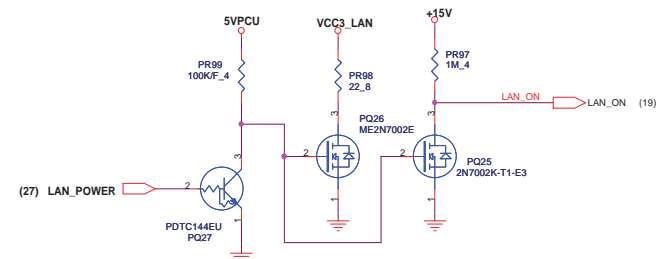 5VPCU
VCC3_LAN
+15V
PR99
100K/F_4
PR98
22_8
PR97
1M_4
LAN_ON
LAN_ON (19)
3
3
3
PQ26
ME2N7002E
2
2
PQ25
2N7002K-T1-E3
(27) LAN_POWER
2
1
1
1
PDTC144EU
PQ27